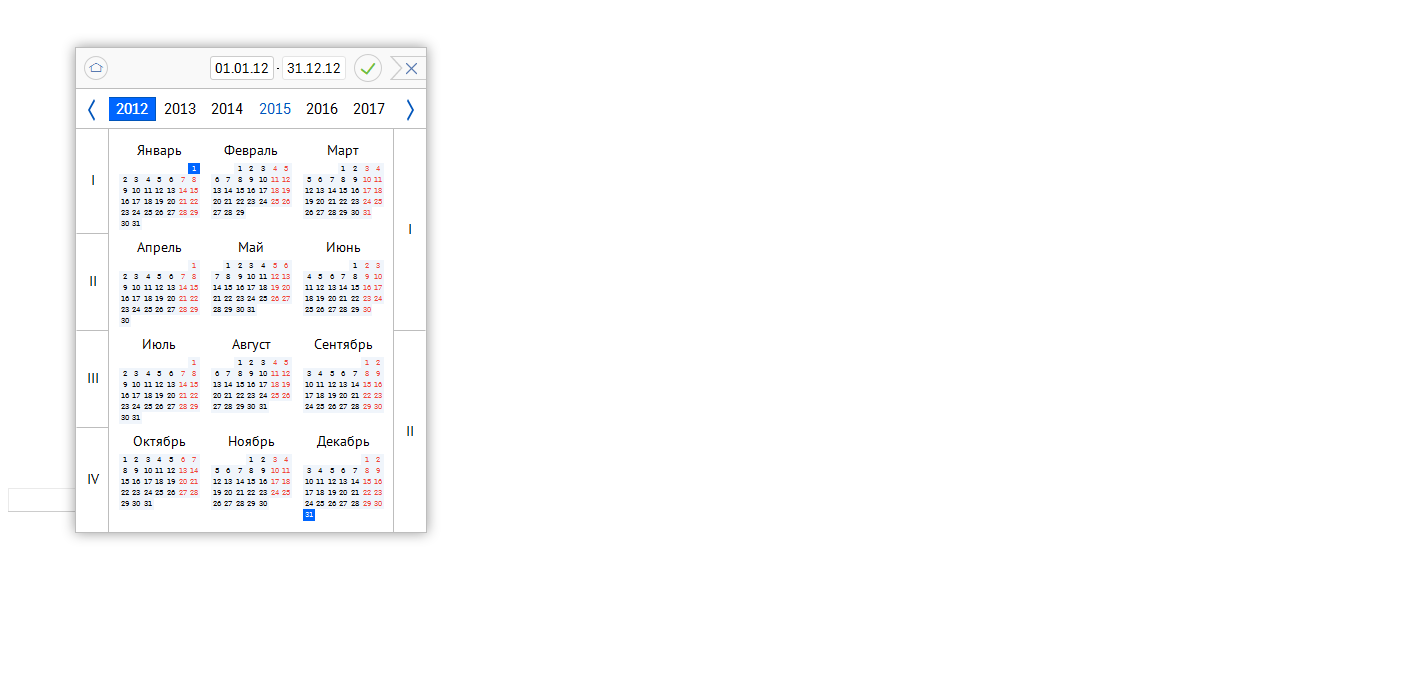 01.01.12 - 31.12.12
2012 2013 2014 2015 2016 2017
I
Январь
1
2 3 4 5 6 7 8
9 10 11 12 13 14 15
16 17 18 19 20 21 22
23 24 25 26 27 28 29
30 31
Февраль
1 2 3 4 5
6 7 8 9 10 11 12
13 14 15 16 17 18 19
20 21 22 23 24 25 26
27 28 29
Март
1 2 3 4
5 6 7 8 9 10 11
12 13 14 15 16 17 18
19 20 21 22 23 24 25
26 27 28 29 30 31
I
II
Апрель
1
2 3 4 5 6 7 8
9 10 11 12 13 14 15
16 17 18 19 20 21 22
23 24 25 26 27 28 29
30
Май
1 2 3 4 5 6
7 8 9 10 11 12 13
14 15 16 17 18 19 20
21 22 23 24 25 26 27
28 29 30 31
Июнь
1 2 3
4 5 6 7 8 9 10
11 12 13 14 15 16 17
18 19 20 21 22 23 24
25 26 27 28 29 30
III
Июль
1
2 3 4 5 6 7 8
9 10 11 12 13 14 15
16 17 18 19 20 21 22
23 24 25 26 27 28 29
30 31
Август
1 2 3 4 5
6 7 8 9 10 11 12
13 14 15 16 17 18 19
20 21 22 23 24 25 26
27 28 29 30 31
Сентябрь
1 2
3 4 5 6 7 8 9
10 11 12 13 14 15 16
17 18 19 20 21 22 23
24 25 26 27 28 29 30
II
IV
Октябрь
1 2 3 4 5 6 7
8 9 10 11 12 13 14
15 16 17 18 19 20 21
22 23 24 25 26 27 28
29 30 31
Ноябрь
1 2 3 4
5 6 7 8 9 10 11
12 13 14 15 16 17 18
19 20 21 22 23 24 25
26 27 28 29 30
Декабрь
1 2
3 4 5 6 7 8 9
10 11 12 13 14 15 16
17 18 19 20 21 22 23
24 25 26 27 28 29 30
31